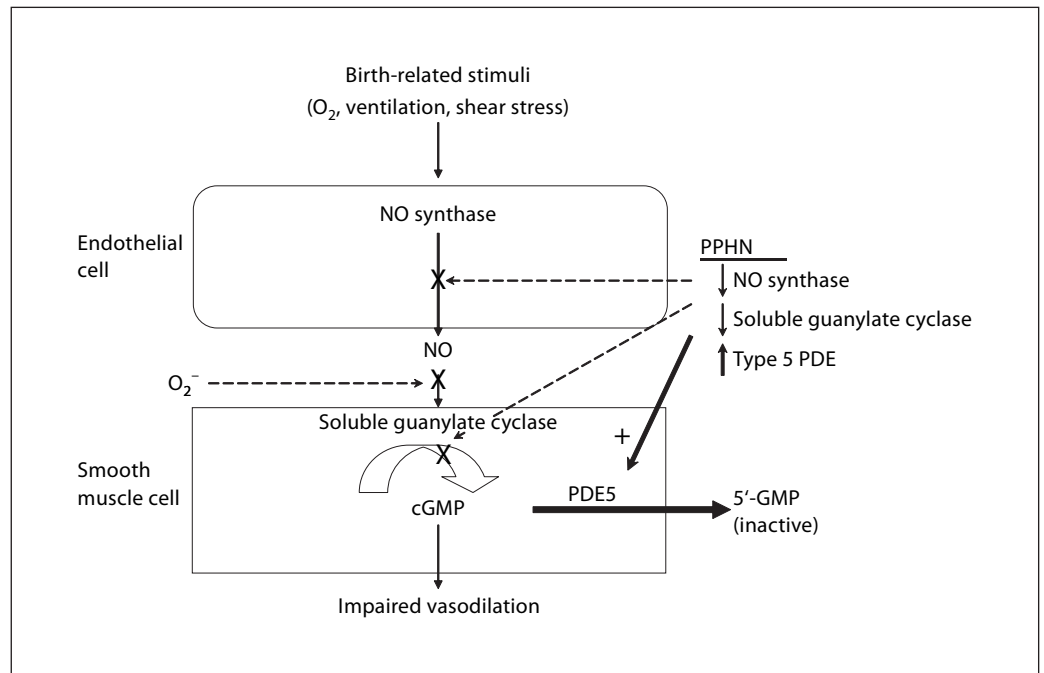 Birth-related stimuli
(O₂, ventilation, shear stress)
NO synthase
Endothelial
cell
PPHN
NO synthase
Soluble guanylate cyclase
Type 5 PDE
X
NO
O₂⁻
X
Soluble guanylate cyclase
X
+
Smooth
muscle cell
cGMP
PDE5
5‘-GMP
(inactive)
Impaired vasodilation